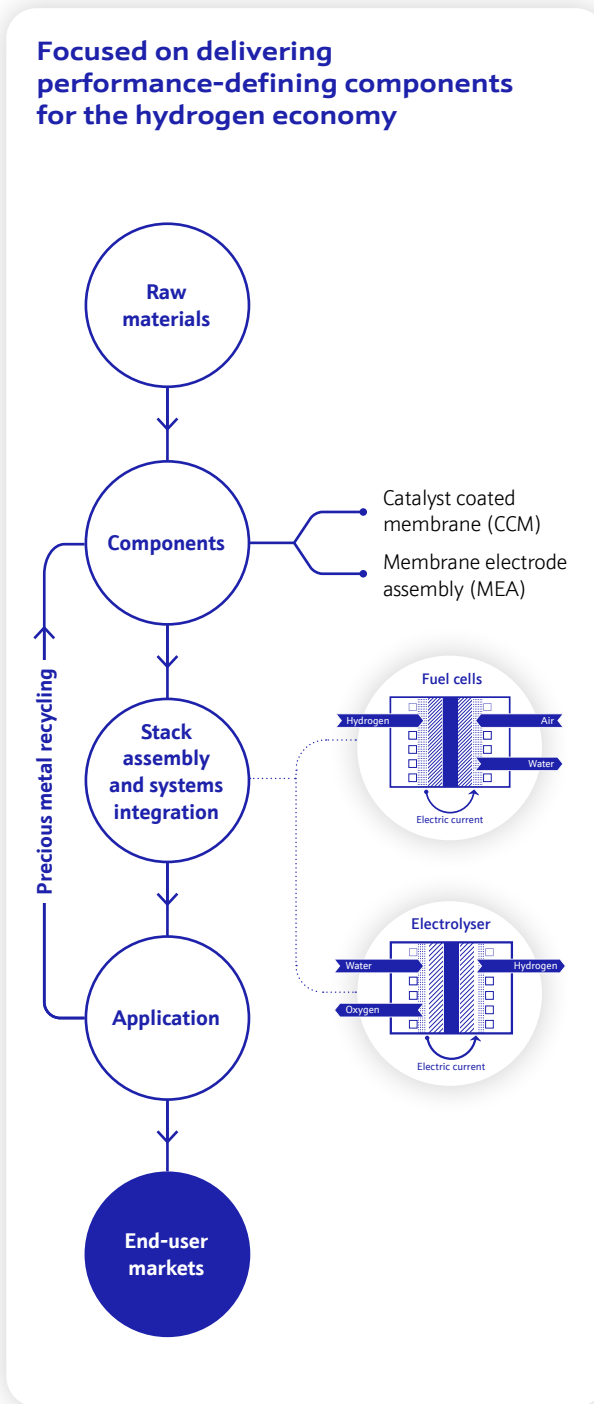 Focused on delivering
performance-defining components
for the hydrogen economy
Raw
materials
Components
Catalyst coated
membrane (CCM)
Membrane electrode
assembly (MEA)
Precious metal recycling
Stack
assembly
and systems
integration
Fuel cells
Hydrogen
Air
Water
Electric current
Electrolyser
Water
Hydrogen
Oxygen
Electric current
Application
End-user
markets